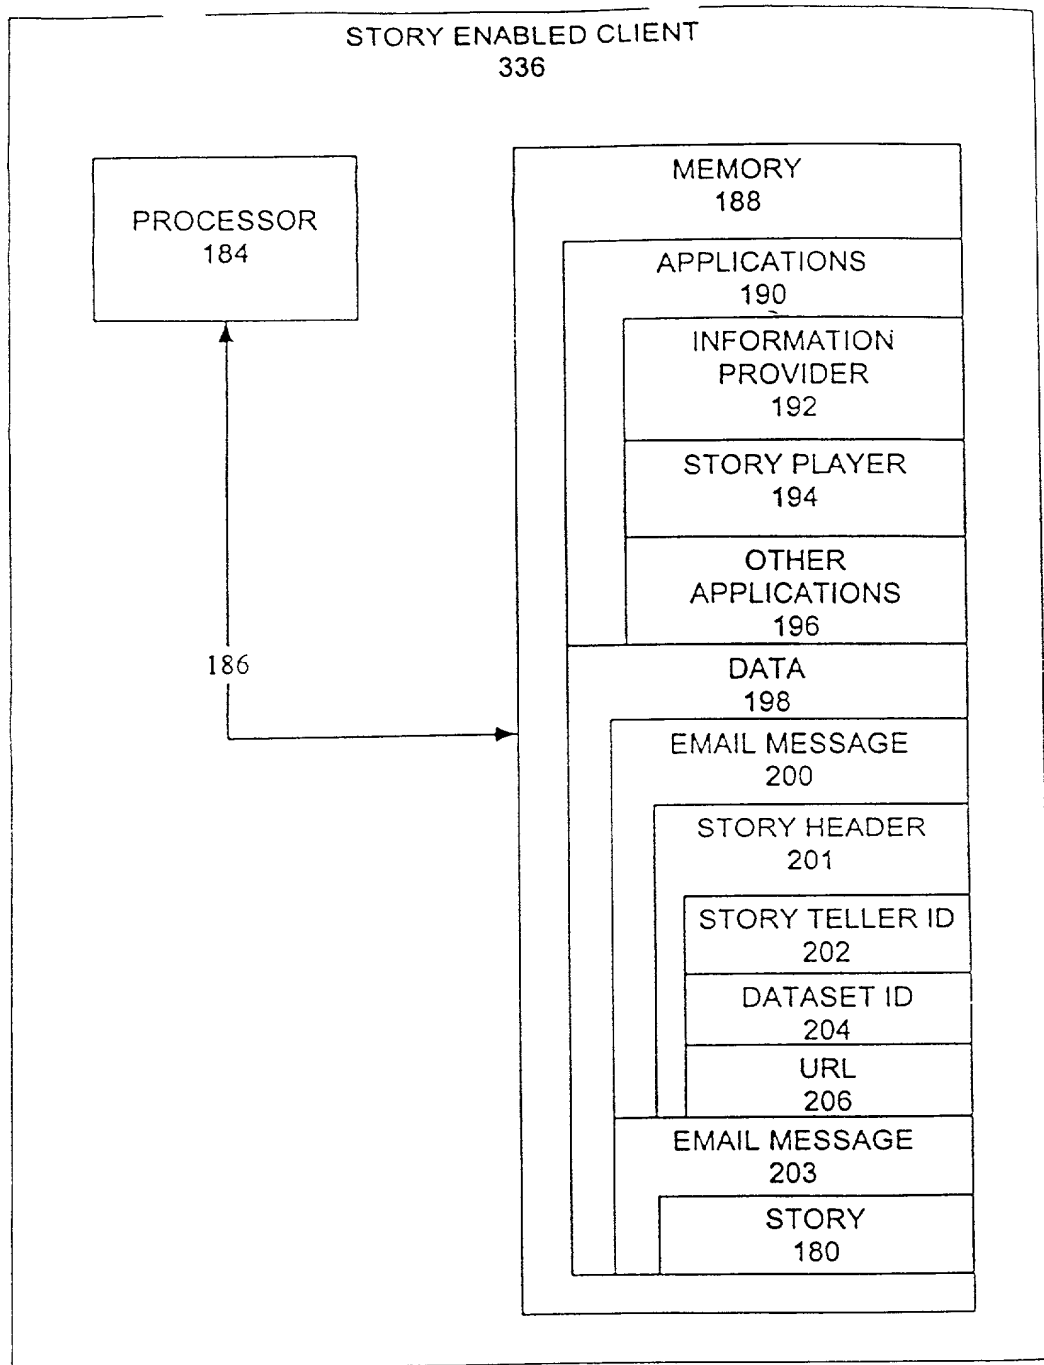 STORY ENABLED CLIENT
336
PROCESSOR
184
186
MEMORY
188
APPLICATIONS
190
INFORMATION
PROVIDER
192
STORY PLAYER
194
OTHER
APPLICATIONS
196
DATA
198
EMAIL MESSAGE
200
STORY HEADER
201
STORY TELLER ID
202
DATASET ID
204
URL
206
EMAIL MESSAGE
203
STORY
180